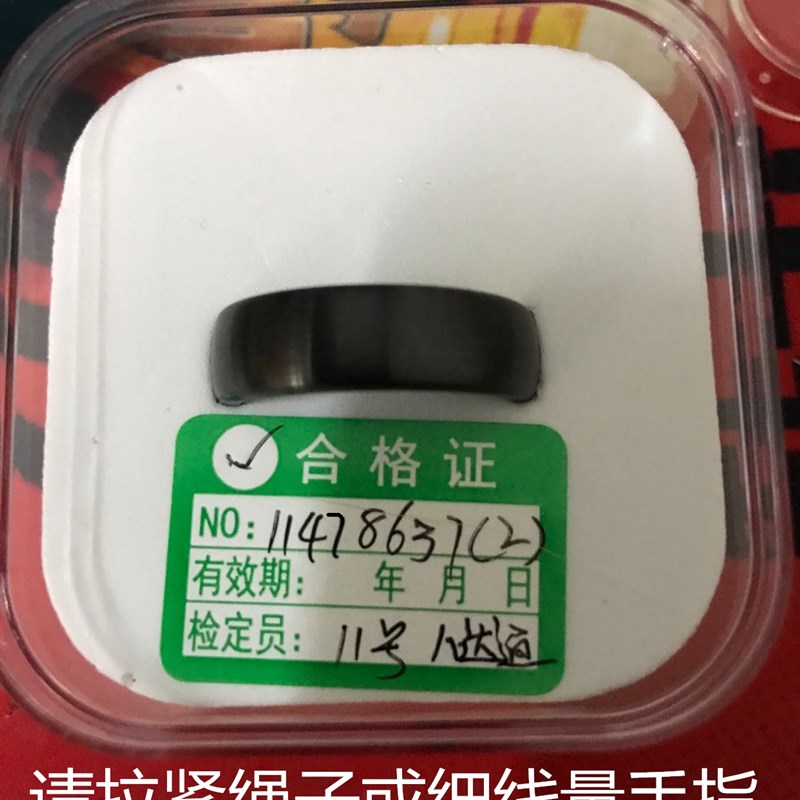 合格证
NO: 11478637(2)
有效期: 年 月 日
检定员: 11号
请拉紧绳子或细线量手指